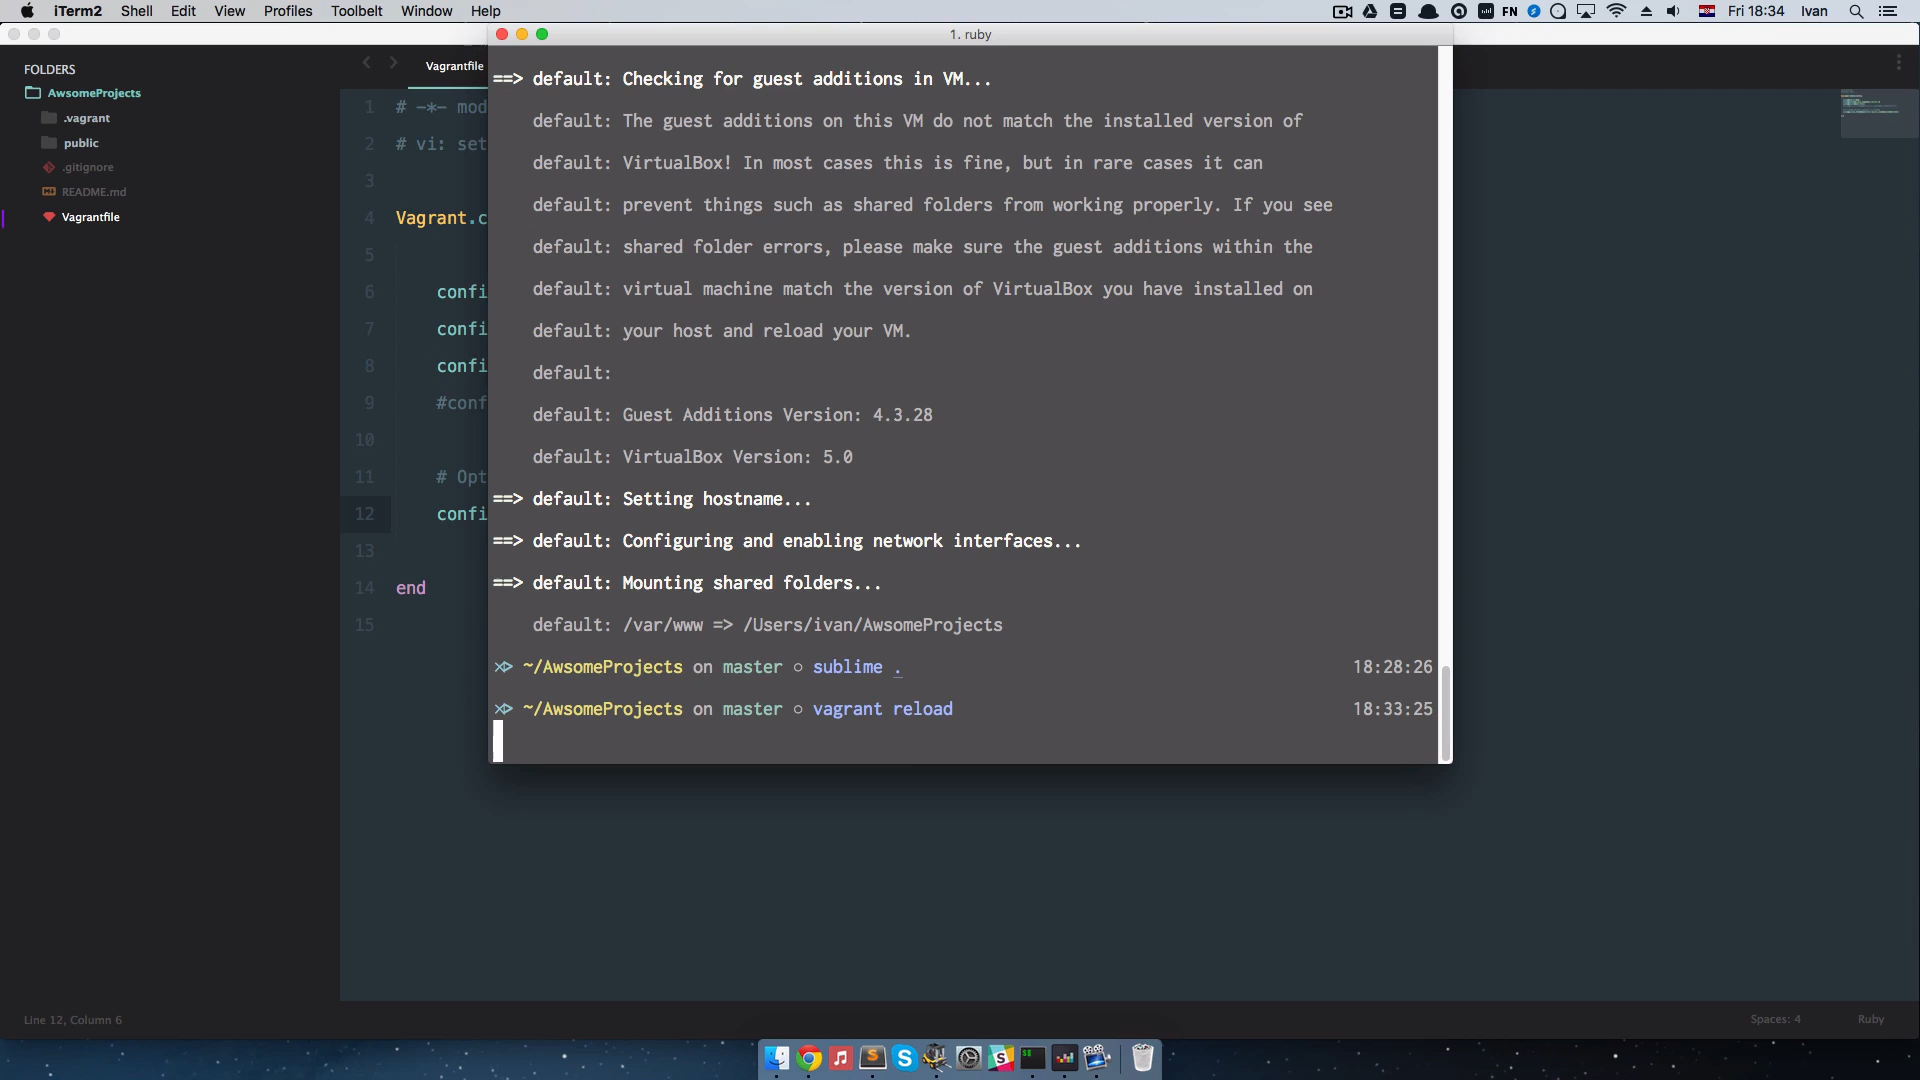 iTerm2 Shell Edit View Profiles Toolbelt Window Help FN Fri 18:34 Ivan
1. ruby
FOLDERS
AwsomeProjects
.vagrant
public
.gitignore
README.md
Vagrantfile
Vagrantfile
1 # -*- mod
2 # vi: set
3
4 Vagrant.c
5
6 confi
7 confi
8 confi
9 #conf
10
11 # Opt
12 confi
13
14 end
15
==> default: Checking for guest additions in VM...
default: The guest additions on this VM do not match the installed version of
default: VirtualBox! In most cases this is fine, but in rare cases it can
default: prevent things such as shared folders from working properly. If you see
default: shared folder errors, please make sure the guest additions within the
default: virtual machine match the version of VirtualBox you have installed on
default: your host and reload your VM.
default:
default: Guest Additions Version: 4.3.28
default: VirtualBox Version: 5.0
==> default: Setting hostname...
==> default: Configuring and enabling network interfaces...
==> default: Mounting shared folders...
default: /var/www => /Users/ivan/AwsomeProjects
~/AwsomeProjects on master ○ sublime . 18:28:26
~/AwsomeProjects on master ○ vagrant reload 18:33:25
Line 12, Column 6 Spaces: 4 Ruby